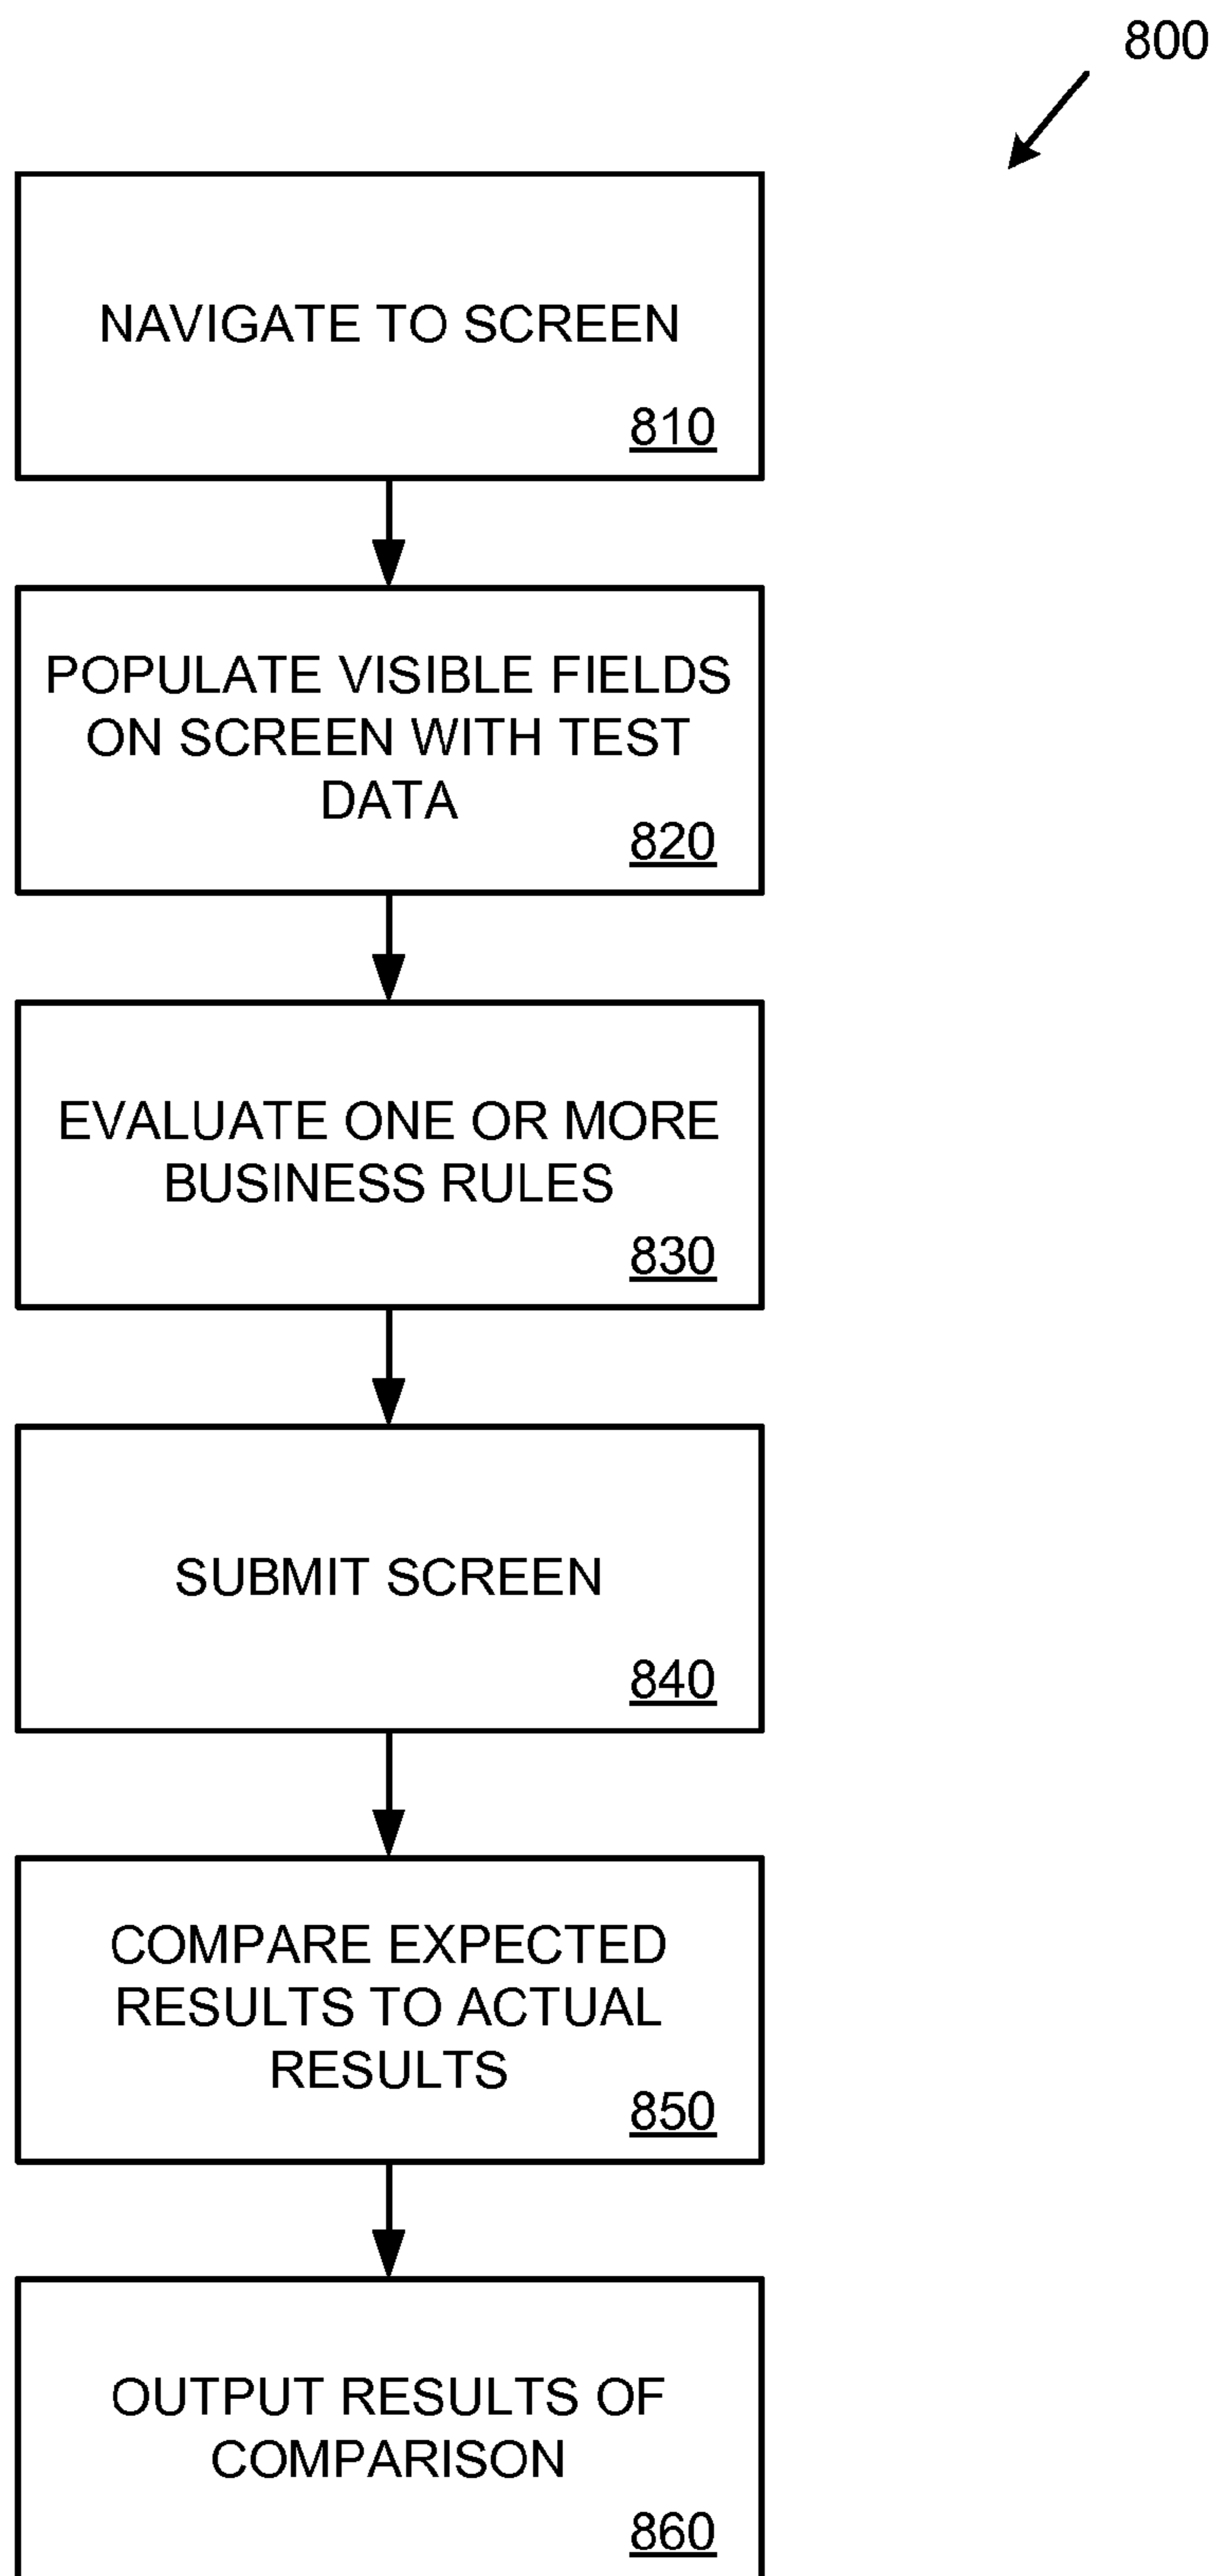 800
NAVIGATE TO SCREEN
810
POPULATE VISIBLE FIELDS
ON SCREEN WITH TEST
DATA
820
EVALUATE ONE OR MORE
BUSINESS RULES
830
SUBMIT SCREEN
840
COMPARE EXPECTED
RESULTS TO ACTUAL
RESULTS
850
OUTPUT RESULTS OF
COMPARISON
860